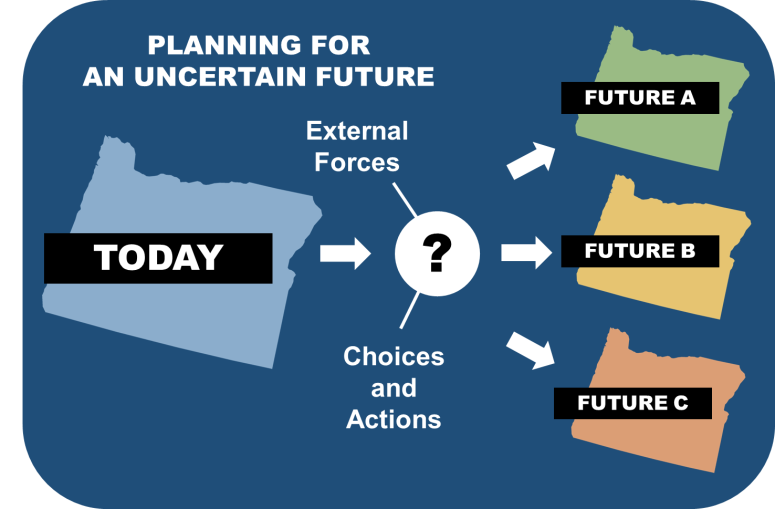 PLANNING FOR
AN UNCERTAIN FUTURE
External
Forces
TODAY
?
Choices
and
Actions
FUTURE A
FUTURE B
FUTURE C